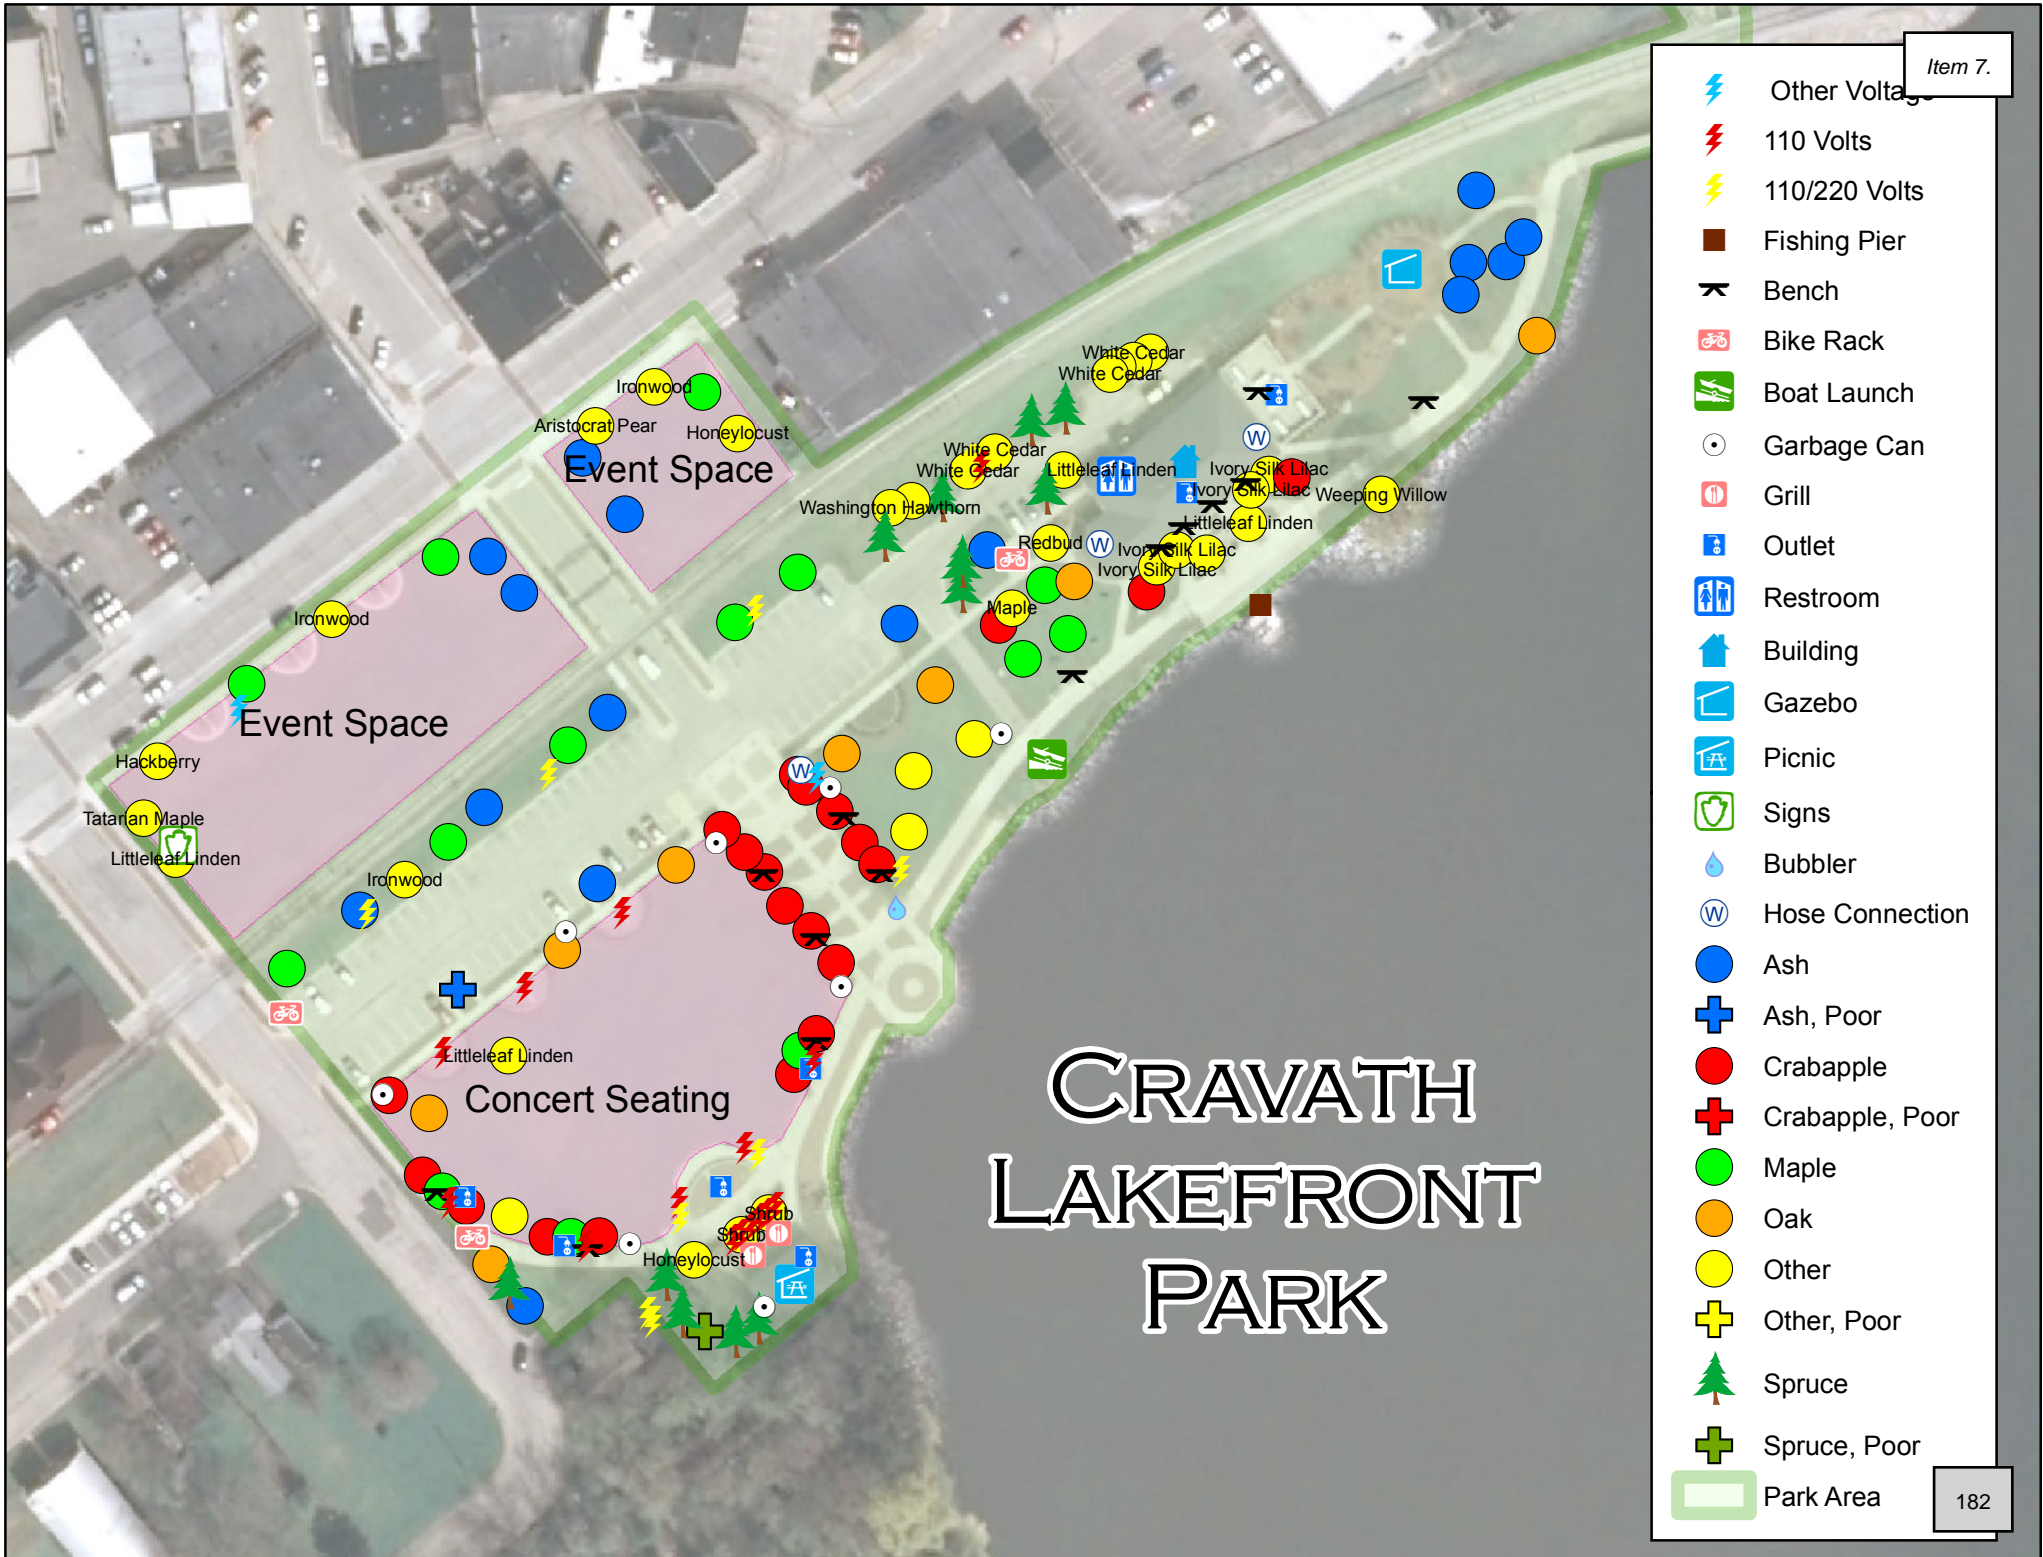 Item 7.
Other Voltage
110 Volts
110/220 Volts
Fishing Pier
Bench
Bike Rack
Boat Launch
Garbage Can
Grill
Outlet
Restroom
Building
Gazebo
Picnic
Signs
Bubbler
W Hose Connection
Ash
Ash, Poor
Crabapple
Crabapple, Poor
Maple
Oak
Other
Other, Poor
Spruce
Spruce, Poor
Park Area
182
White Cedar
White Cedar
Ironwood
Aristocrat Pear
Honeylocust
Event Space
White Cedar
White Cedar
Littleleaf Linden
W
Ivory Silk Lilac
Ivory Silk Lilac
Weeping Willow
Washington Hawthorn
Littleleaf Linden
Redbud
W
Ivory Silk Lilac
Ivory Silk Lilac
Maple
Ironwood
Event Space
Hackberry
W
Tatarian Maple
Littleleaf Linden
Ironwood
Littleleaf Linden
Concert Seating
Shrub
Shrub
Honeylocust
CRAVATH
LAKEFRONT
PARK